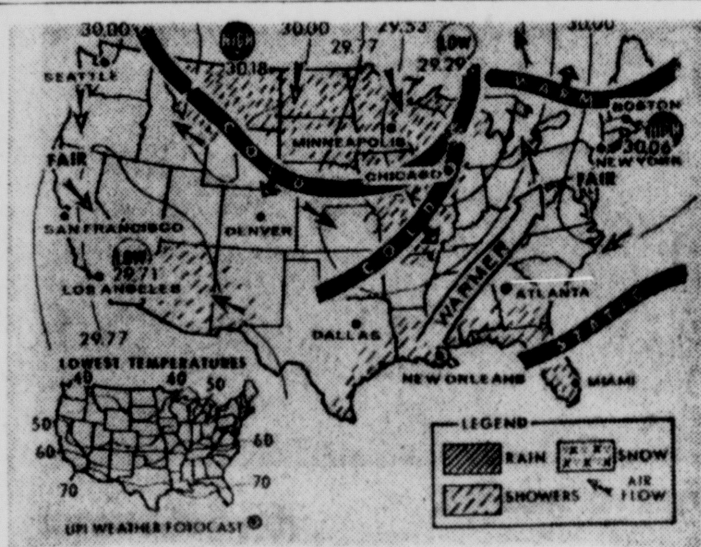 30.00 HIGH 30.00 29.53 LOW 30.00
29.77
30.18 29.29
SEATTLE
WARM
COLD
BOSTON
MINNEAPOLIS
HIGH
30.06
FAIR
NEW YORK
CHICAGO
FAIR
SAN FRANCISCO
DENVER
COLD
LOW
29.71
WARMER
LOS ANGELES
ATLANTA
DALLAS
STATIC
29.77
LOWEST TEMPERATURES
NEW ORLEANS
MIAMI
40 40 50
50
60 60
70 70
LEGEND
RAIN SNOW
SHOWERS AIR FLOW
UPI WEATHER FOTOCAST ©